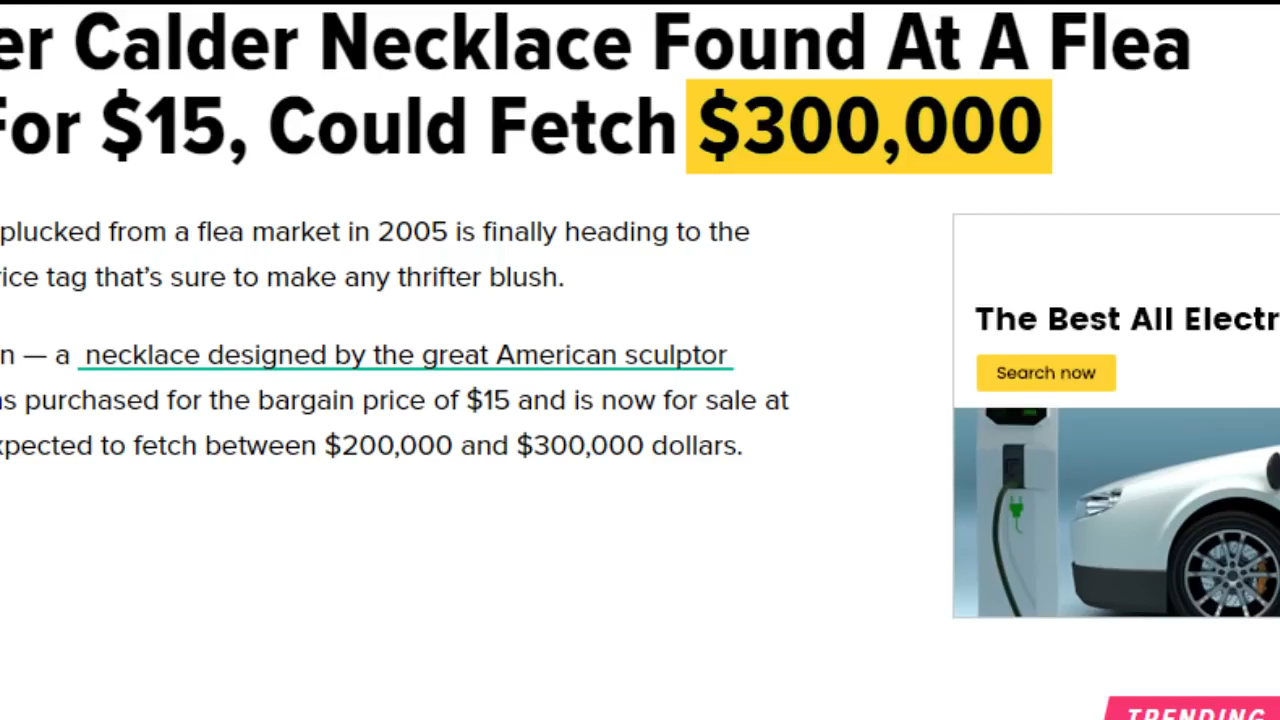 er Calder Necklace Found At A Flea
For $15, Could Fetch $300,000
plucked from a flea market in 2005 is finally heading to the
rice tag that's sure to make any thrifter blush.
n — a necklace designed by the great American sculptor
as purchased for the bargain price of $15 and is now for sale at
xpected to fetch between $200,000 and $300,000 dollars.
The Best All Electr
Search now
TRENDING